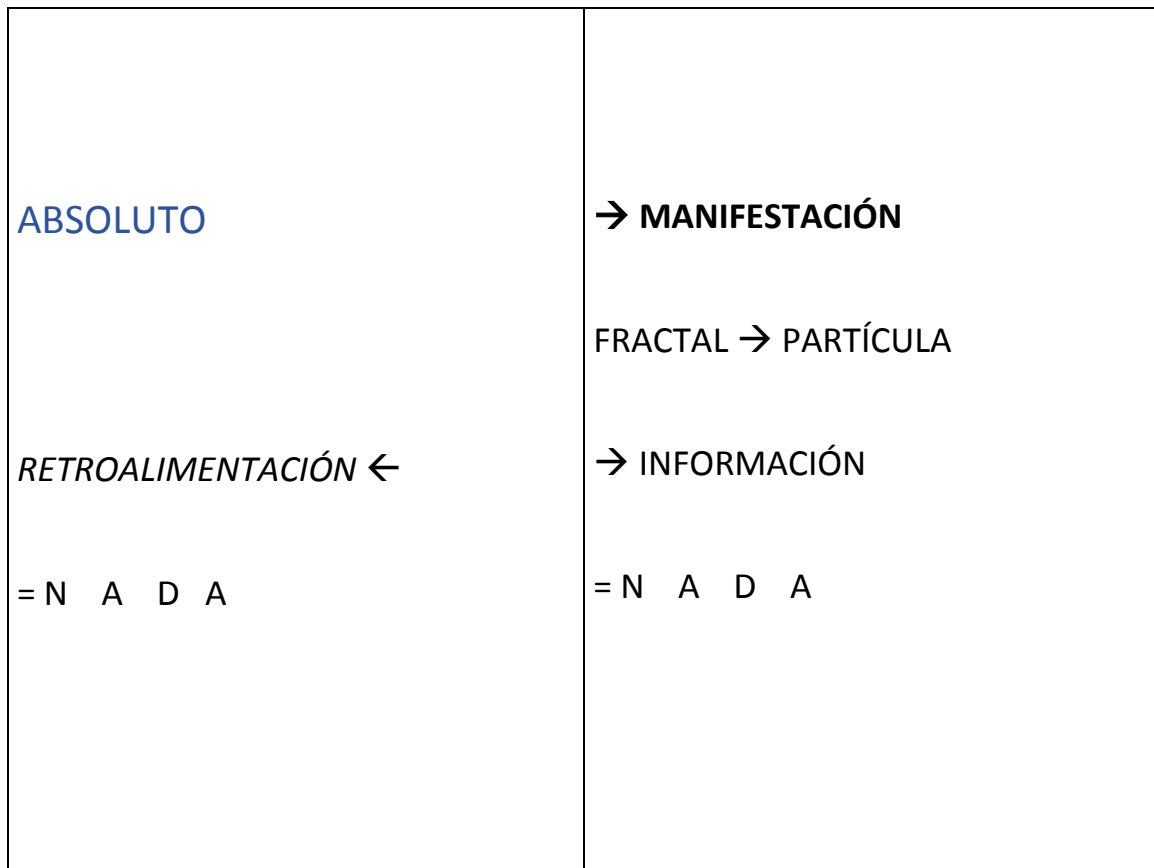 ABSOLUTO
RETROALIMENTACIÓN ←
= N A D A
→ MANIFESTACIÓN
FRACTAL → PARTÍCULA
→ INFORMACIÓN
= N A D A